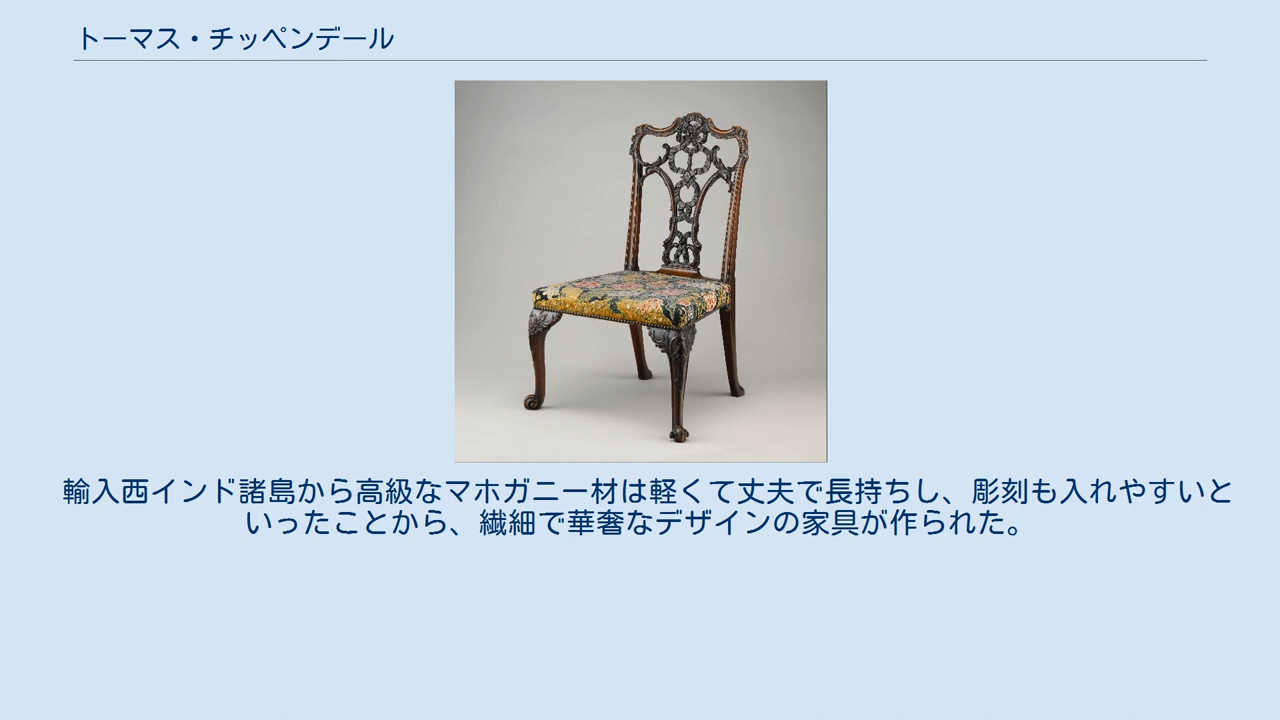 トーマス・チッペンデール
輸入西インド諸島から高級なマホガニー材は軽くて丈夫で長持ちし、彫刻も入れやすいと
いったことから、繊細で華奢なデザインの家具が作られた。